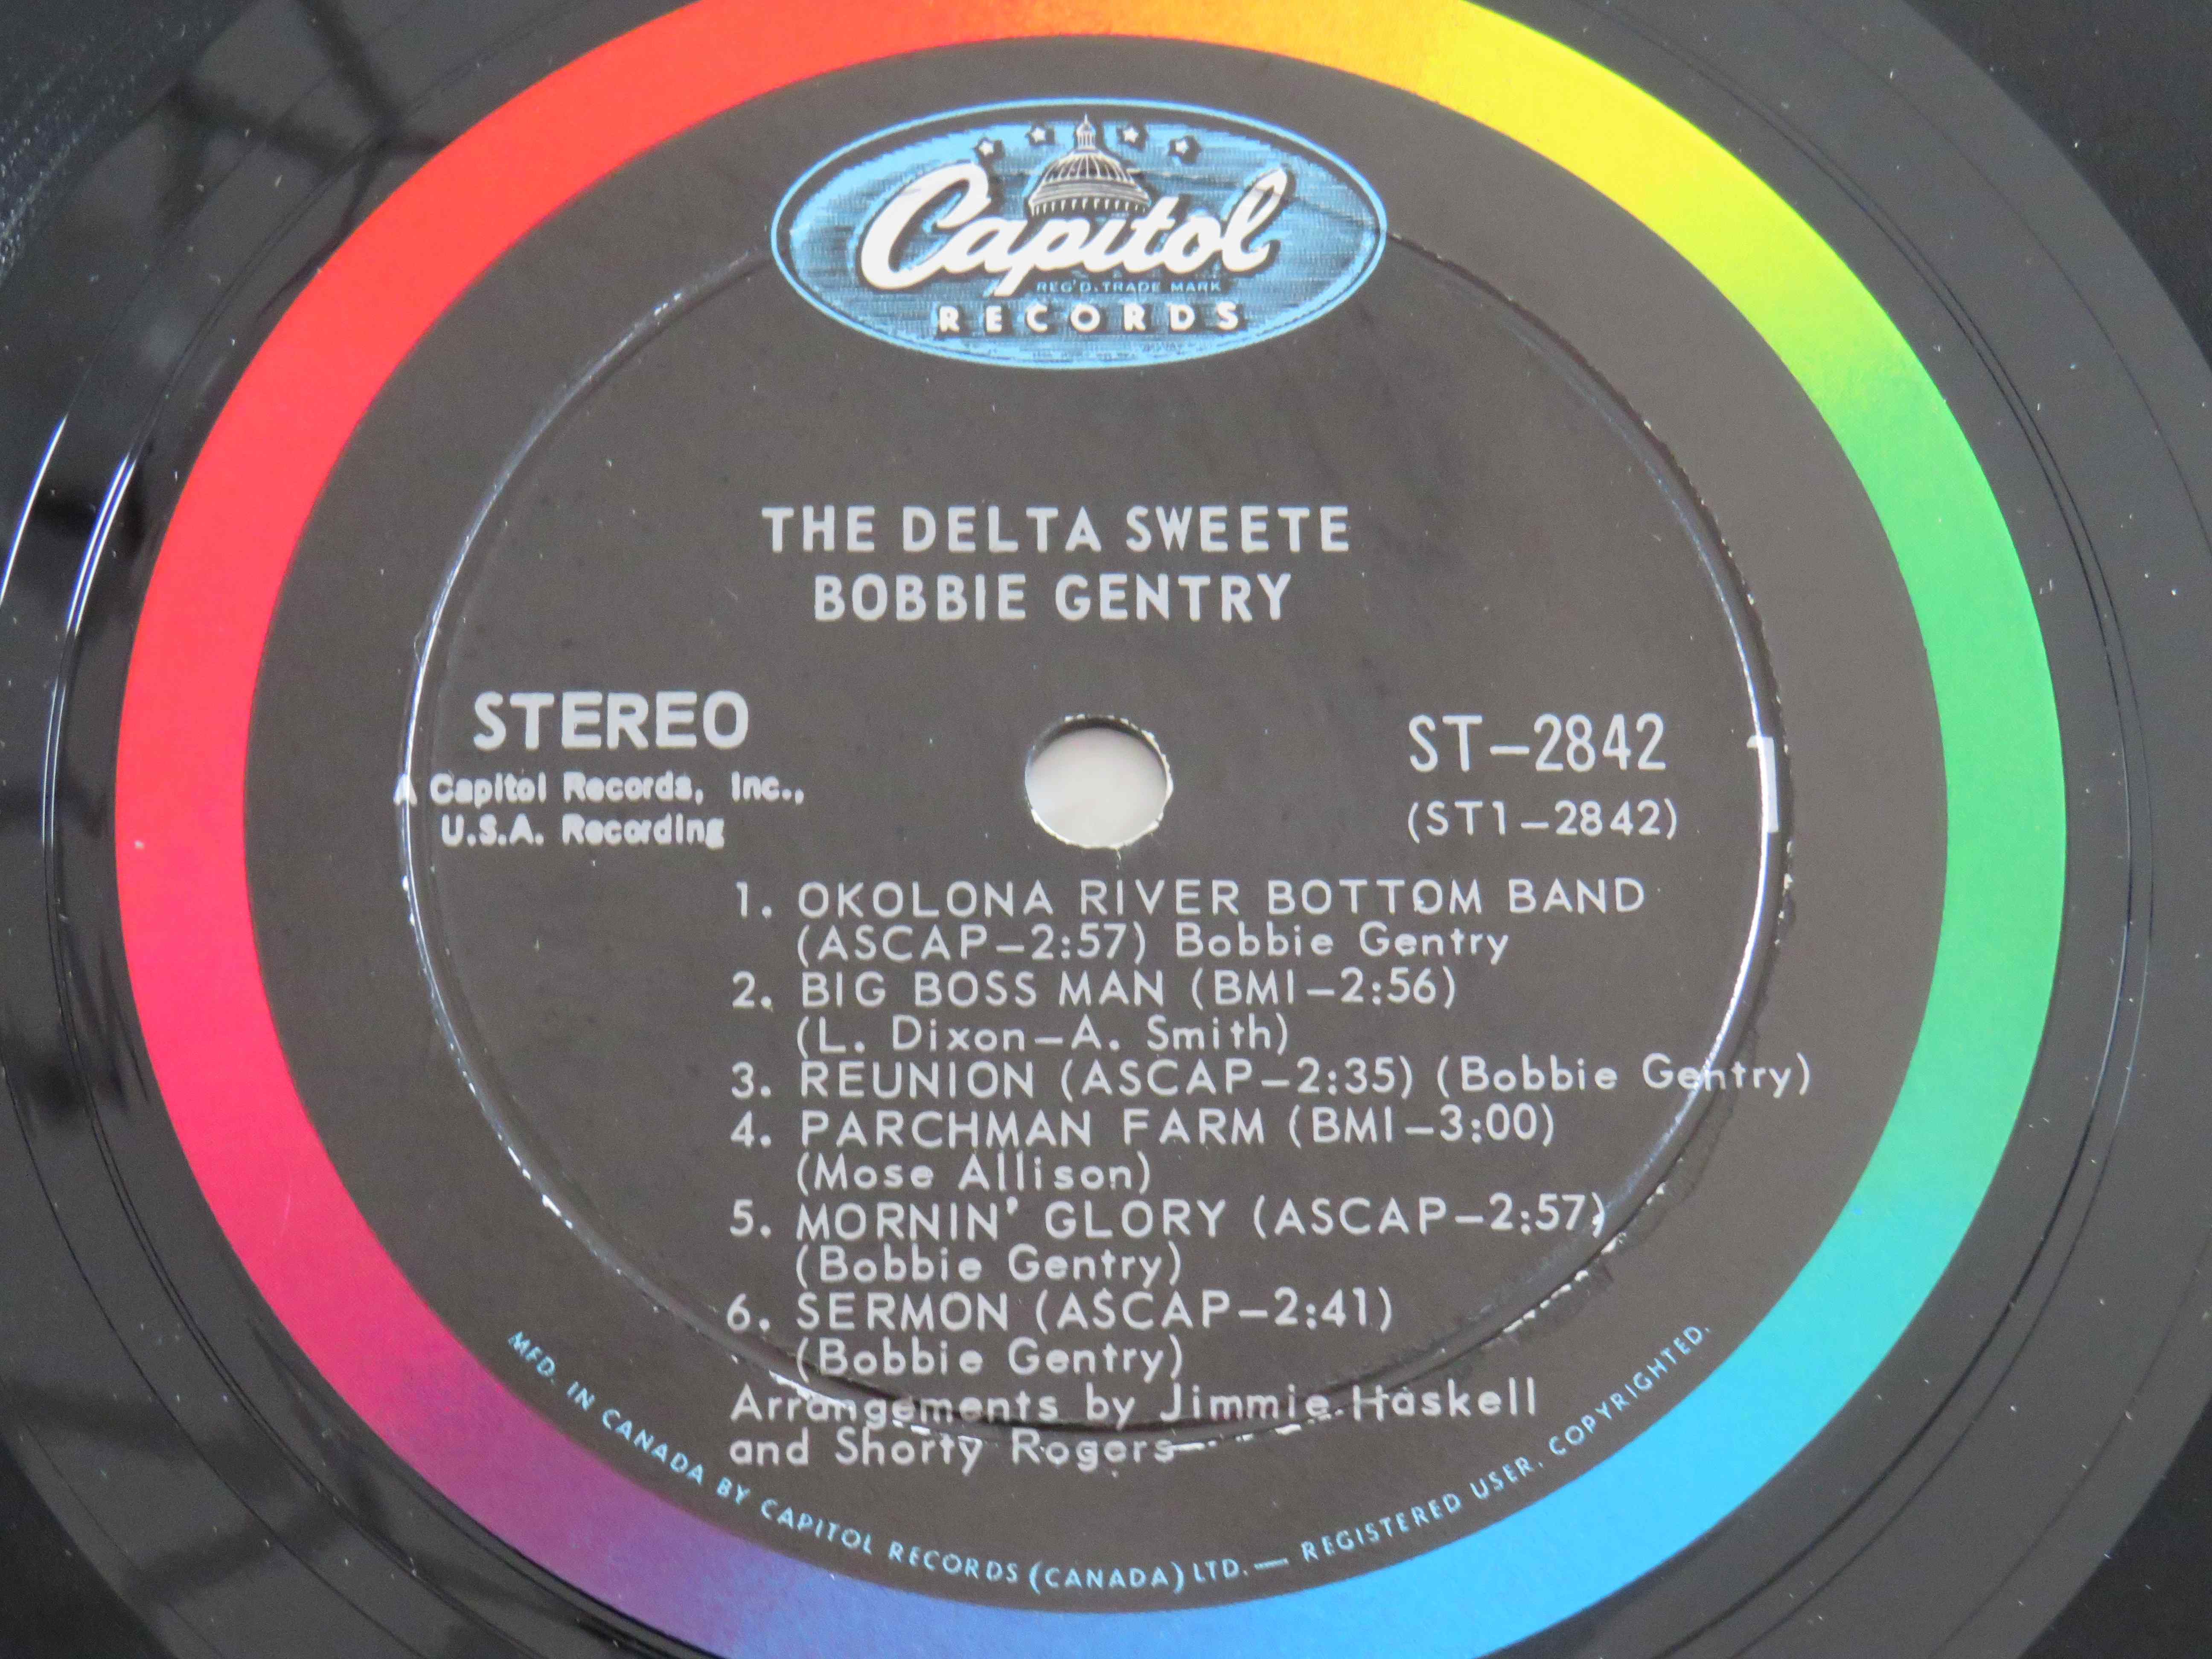 Capitol
REG'D. TRADE MARK
RECORDS
THE DELTA SWEETE
BOBBIE GENTRY
STEREO
A Capitol Records, Inc.,
U.S.A. Recording
ST-2842
(ST1-2842)
1
1. OKOLONA RIVER BOTTOM BAND
(ASCAP-2:57) Bobbie Gentry
2. BIG BOSS MAN (BMI-2:56)
(L. Dixon-A. Smith)
3. REUNION (ASCAP-2:35) (Bobbie Gentry)
4. PARCHMAN FARM (BMI-3:00)
(Mose Allison)
5. MORNIN' GLORY (ASCAP-2:57)
(Bobbie Gentry)
6. SERMON (ASCAP-2:41)
(Bobbie Gentry)
Arrangements by Jimmie Haskell
and Shorty Rogers
MFD. IN CANADA BY CAPITOL RECORDS (CANADA) LTD. — REGISTERED USER. COPYRIGHTED.